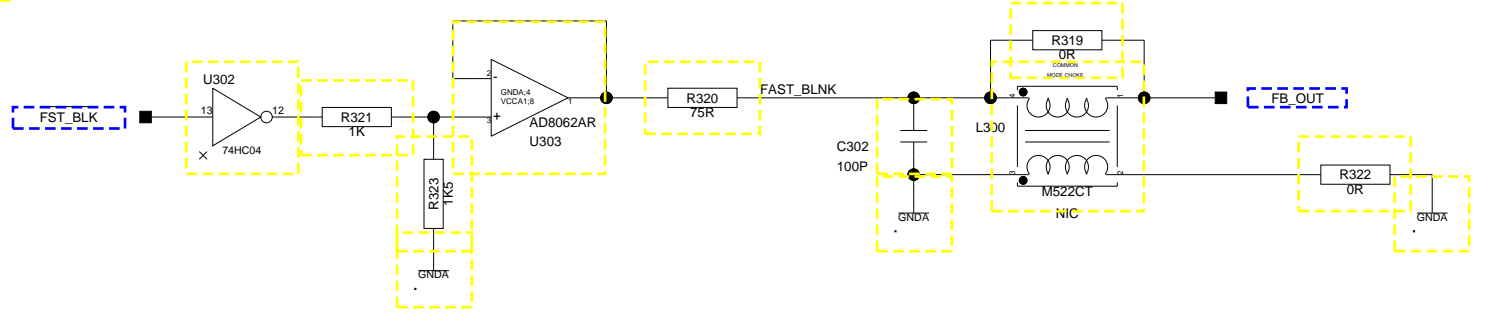 FST_BLK
U302
13
12
74HC04
R321
1K
R323
1K5
GNDA
2
-
GNDA;4
VCCA1;8
1
+
3
AD8062AR
U303
R320
75R
FAST_BLNK
C302
100P
GNDA
R319
0R
COMMON
MODE CHOKE
4
1
L300
3
2
M522CT
NIC
FB_OUT
R322
0R
GNDA